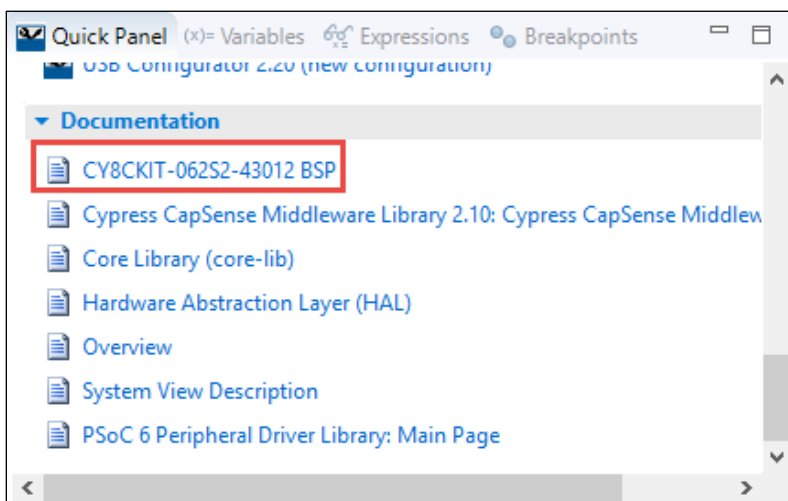 Quick Panel (x)= Variables Expressions Breakpoints
USB Configurator 2.20 (new configuration)
Documentation
CY8CKIT-062S2-43012 BSP
Cypress CapSense Middleware Library 2.10: Cypress CapSense Middlew
Core Library (core-lib)
Hardware Abstraction Layer (HAL)
Overview
System View Description
PSoC 6 Peripheral Driver Library: Main Page